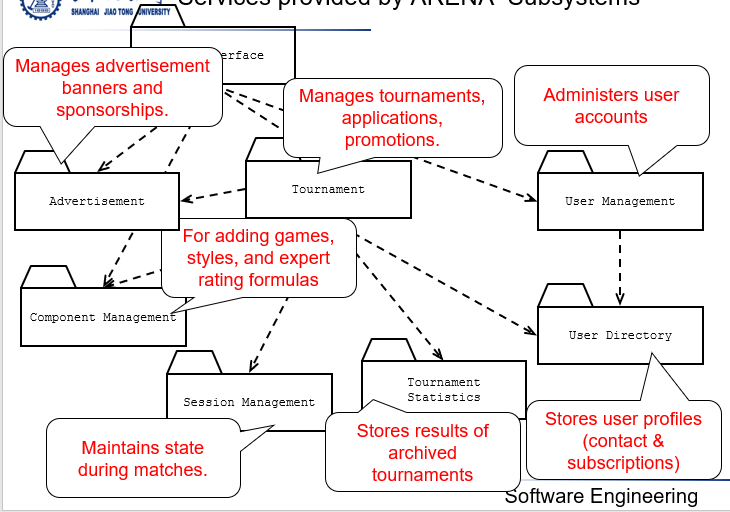 Services provided by ARENA Subsystems
SHANGHAI JIAO TONG UNIVERSITY
Manages advertisement
banners and
sponsorships.
Manages tournaments,
applications,
promotions.
Administers user
accounts
Advertisement
Tournament
User Management
For adding games,
styles, and expert
rating formulas
Component Management
User Directory
Session Management
Tournament
Statistics
Maintains state
during matches.
Stores results of
archived
tournaments
Stores user profiles
(contact &
subscriptions)
Software Engineering